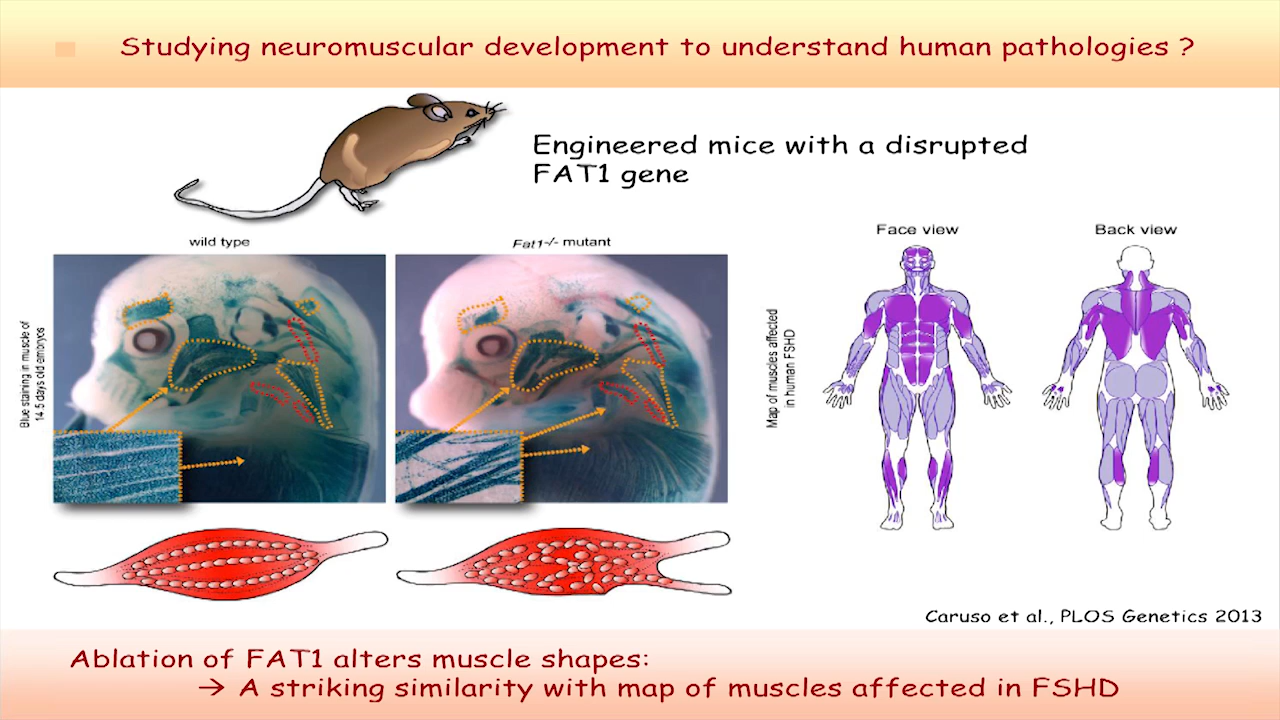 Studying neuromuscular development to understand human pathologies ?
Engineered mice with a disrupted
FAT1 gene
wild type
Fat1-/- mutant
Face view
Back view
Blue staining in muscle of
14.5 days old embryos
Map of muscles affected
in human FSHD
Caruso et al., PLOS Genetics 2013
Ablation of FAT1 alters muscle shapes:
→ A striking similarity with map of muscles affected in FSHD